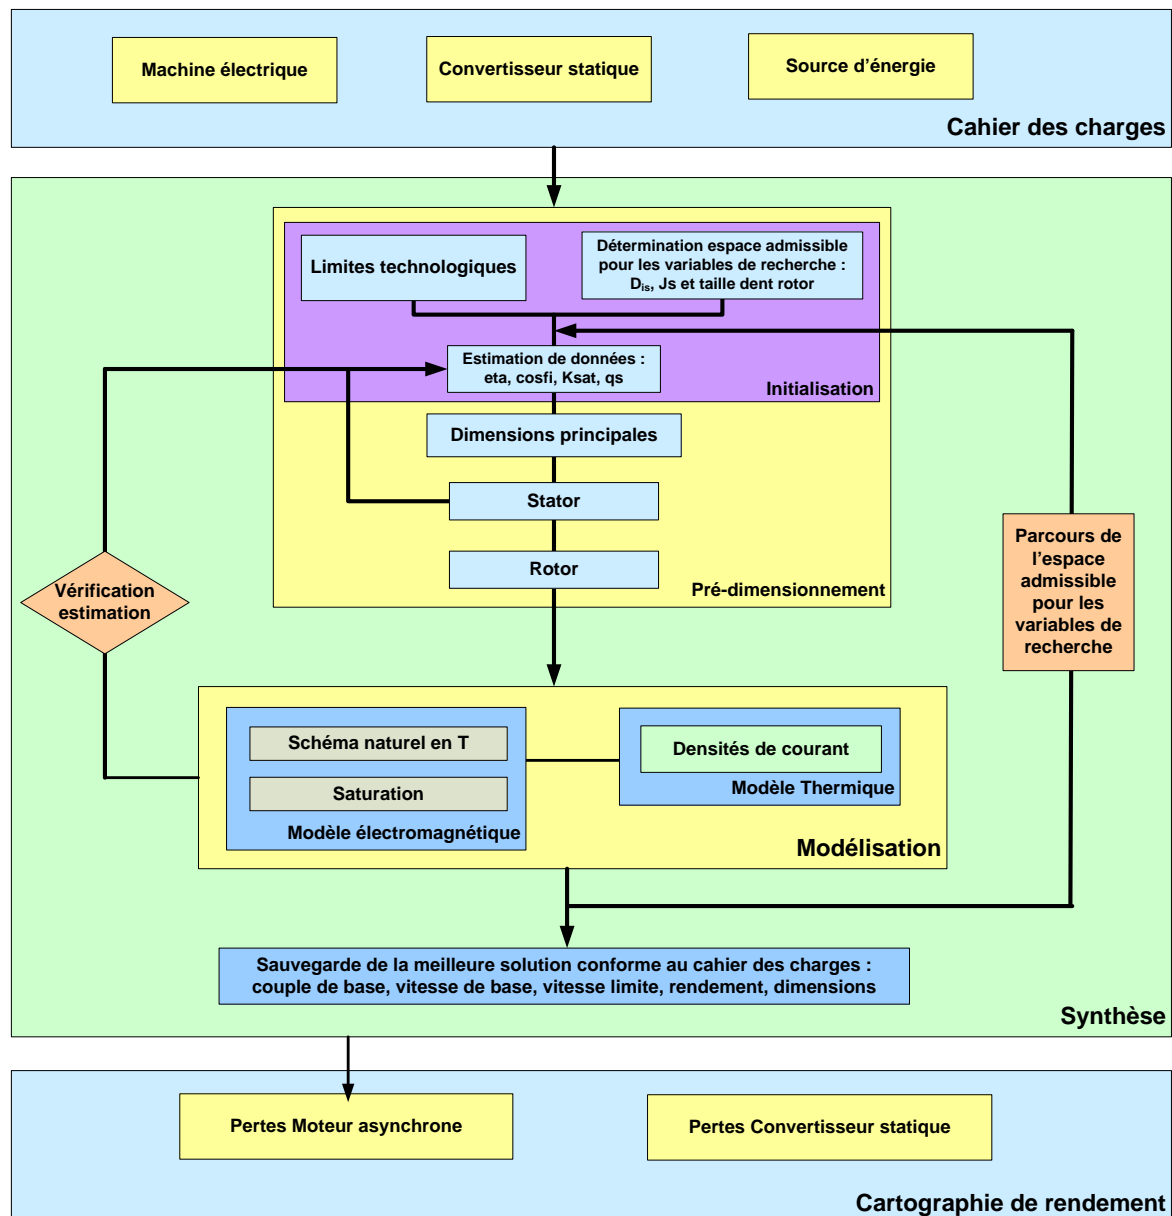 Machine électrique
Convertisseur statique
Source d'énergie
Cahier des charges
Limites technologiques
Détermination espace admissible
pour les variables de recherche :
Dis, Js et taille dent rotor
Estimation de données :
eta, cosfi, Ksat, qs
Initialisation
Dimensions principales
Stator
Rotor
Pré-dimensionnement
Vérification
estimation
Parcours de
l'espace
admissible
pour les
variables de
recherche
Schéma naturel en T
Saturation
Modèle électromagnétique
Densités de courant
Modèle Thermique
Modélisation
Sauvegarde de la meilleure solution conforme au cahier des charges :
couple de base, vitesse de base, vitesse limite, rendement, dimensions
Synthèse
Pertes Moteur asynchrone
Pertes Convertisseur statique
Cartographie de rendement